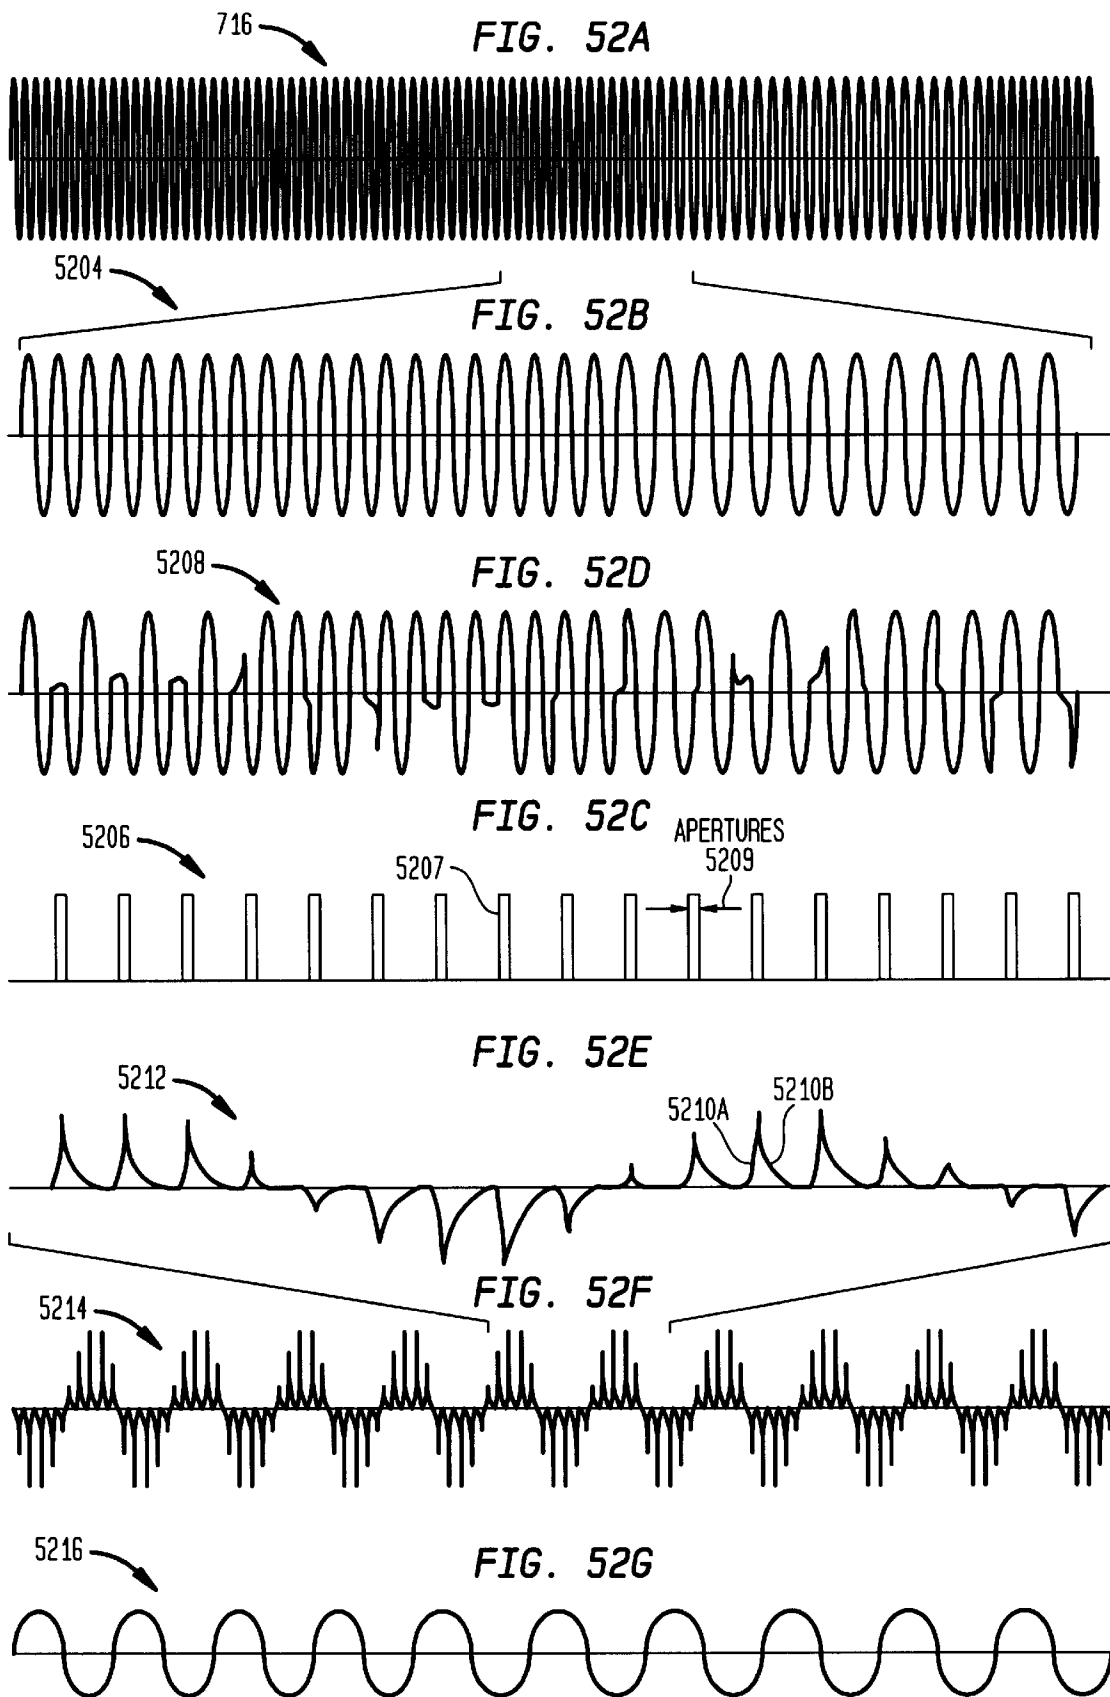 716
FIG. 52A
5204
FIG. 52B
5208
FIG. 52D
5206
FIG. 52C
5207
APERTURES
5209
5212
FIG. 52E
5210A
5210B
5214
FIG. 52F
5216
FIG. 52G